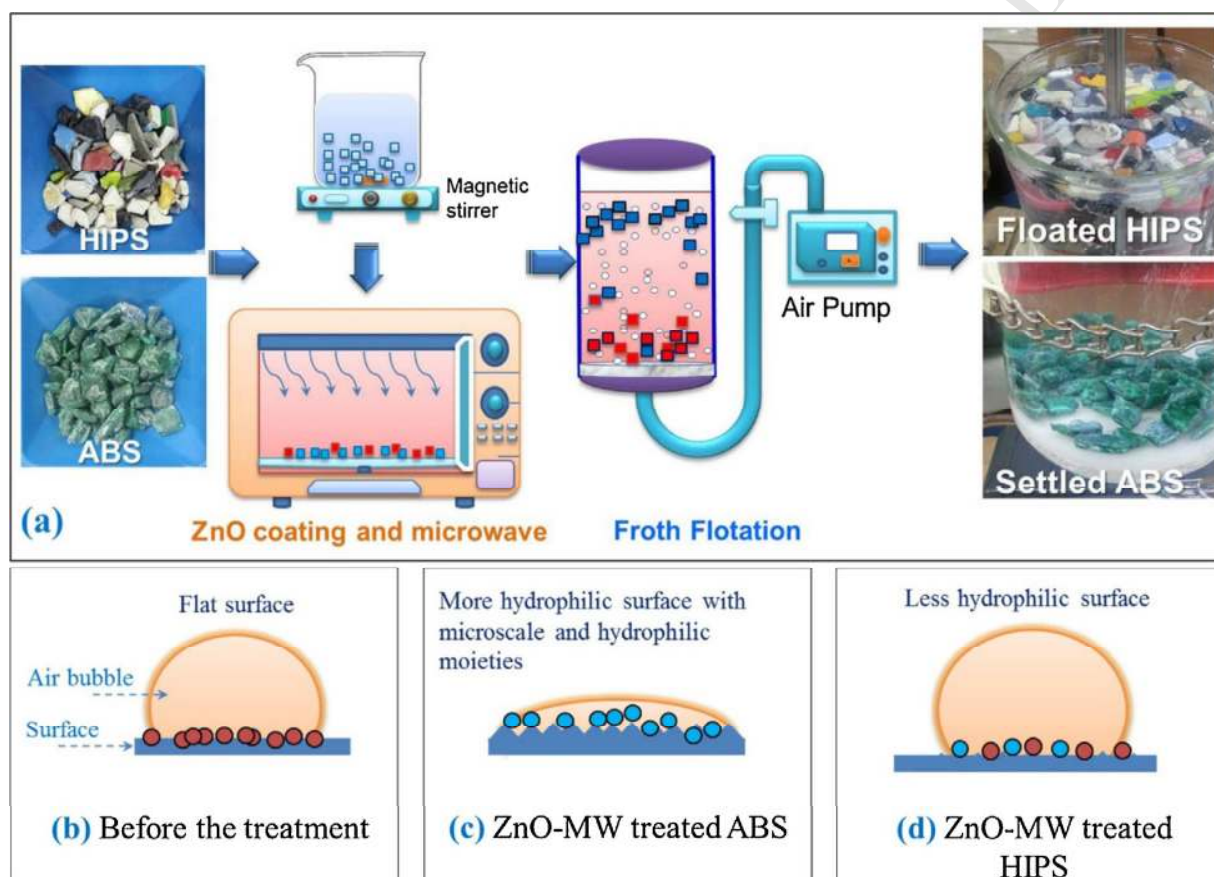 HIPS
ABS
Magnetic
stirrer
Air Pump
Floated HIPS
Settled ABS
(a)
ZnO coating and microwave
Froth Flotation
Flat surface
Air bubble
Surface
(b) Before the treatment
More hydrophilic surface with
microscale and hydrophilic
moieties
(c) ZnO-MW treated ABS
Less hydrophilic surface
(d) ZnO-MW treated
HIPS